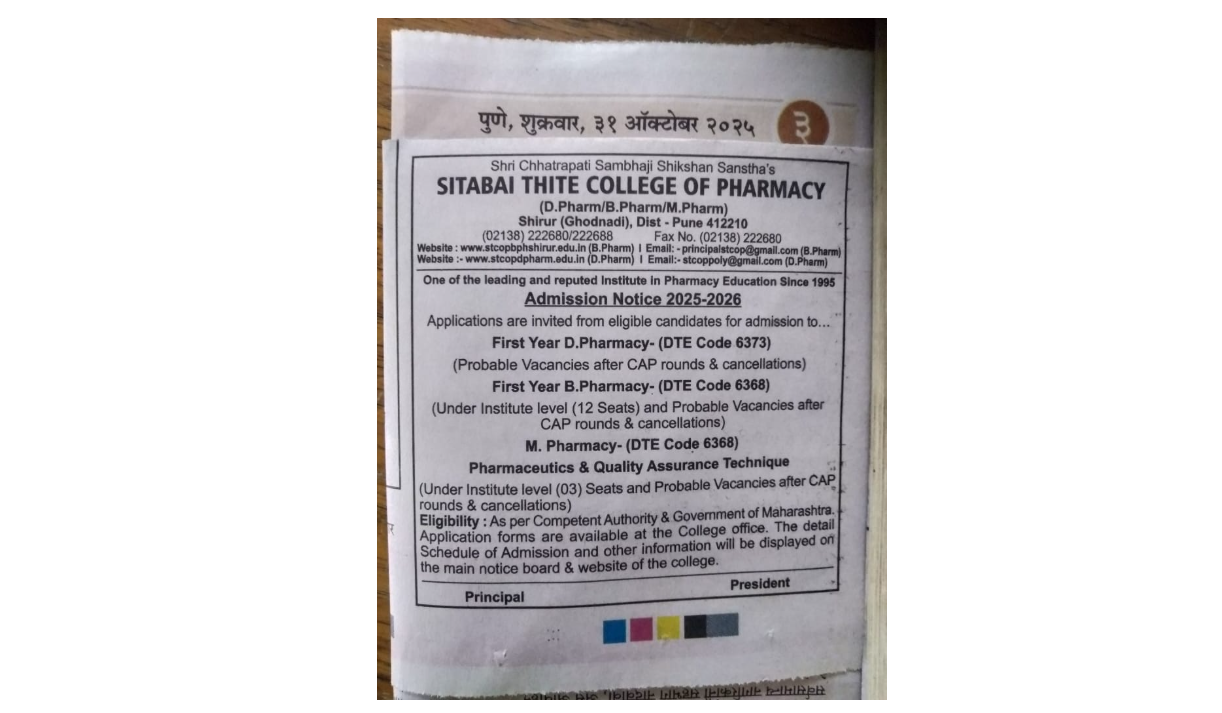 पुणे, शुक्रवार, ३१ ऑक्टोबर २०२५
३
Shri Chhatrapati Sambhaji Shikshan Sanstha's
SITABAI THITE COLLEGE OF PHARMACY
(D.Pharm/B.Pharm/M.Pharm)
Shirur (Ghodnadi), Dist - Pune 412210
(02138) 222680/222688 Fax No. (02138) 222680
Website : www.stcopbphshirur.edu.in (B.Pharm) I Email: - principalstcop@gmail.com (B.Pharm)
Website :- www.stcopdpharm.edu.in (D.Pharm) I Email:- stcoppoly@gmail.com (D.Pharm)
One of the leading and reputed Institute in Pharmacy Education Since 1995
Admission Notice 2025-2026
Applications are invited from eligible candidates for admission to...
First Year D.Pharmacy- (DTE Code 6373)
(Probable Vacancies after CAP rounds & cancellations)
First Year B.Pharmacy- (DTE Code 6368)
(Under Institute level (12 Seats) and Probable Vacancies after
CAP rounds & cancellations)
M. Pharmacy- (DTE Code 6368)
Pharmaceutics & Quality Assurance Technique
(Under Institute level (03) Seats and Probable Vacancies after CAP
rounds & cancellations)
Eligibility : As per Competent Authority & Government of Maharashtra.
Application forms are available at the College office. The detail
Schedule of Admission and other information will be displayed on
the main notice board & website of the college.
Principal President